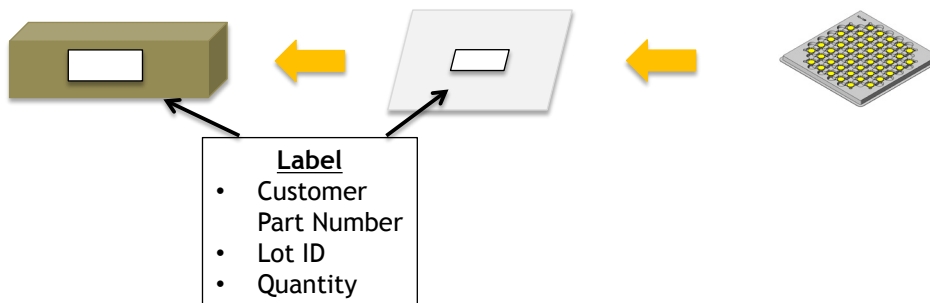 Label
• Customer
Part Number
• Lot ID
• Quantity